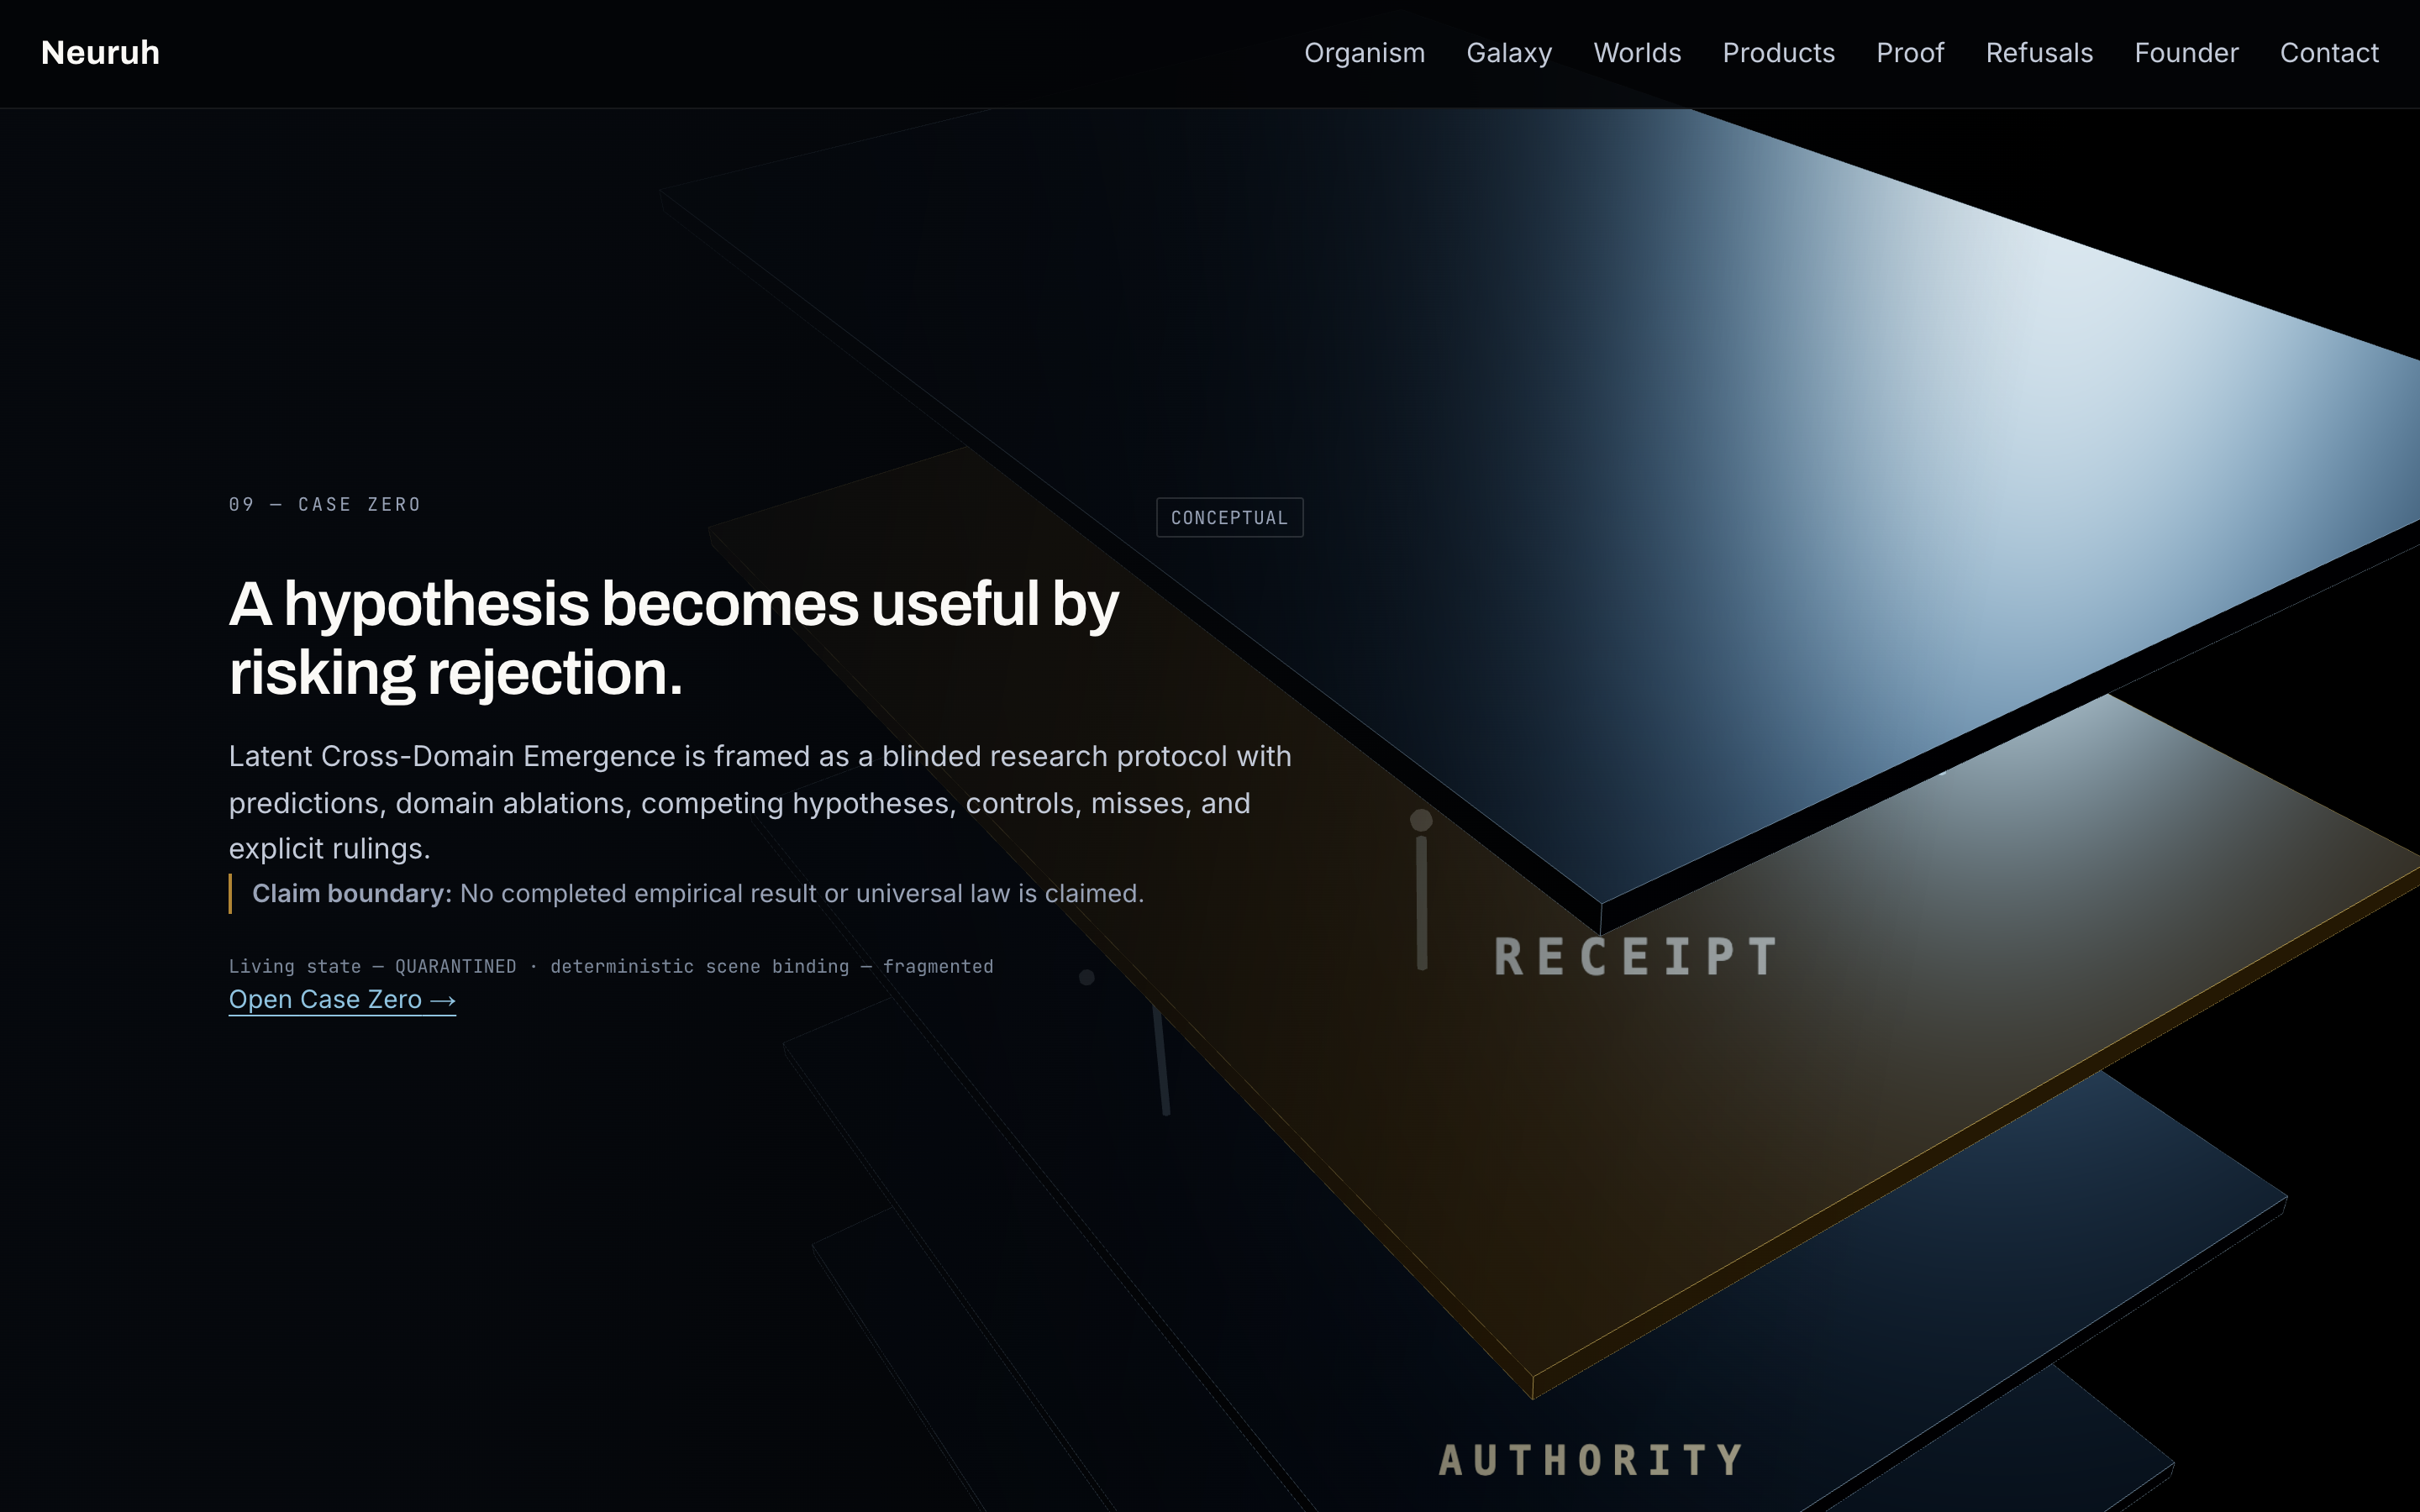 Neuruh
Organism Galaxy Worlds Products Proof Refusals Founder Contact
09 — CASE ZERO
CONCEPTUAL
A hypothesis becomes useful by
risking rejection.
Latent Cross-Domain Emergence is framed as a blinded research protocol with
predictions, domain ablations, competing hypotheses, controls, misses, and
explicit rulings.
Claim boundary: No completed empirical result or universal law is claimed.
Living state — QUARANTINED · deterministic scene binding — fragmented
Open Case Zero →
RECEIPT
AUTHORITY